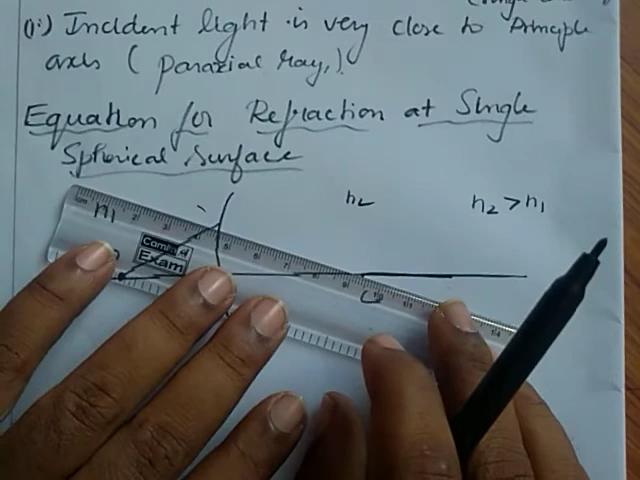 (ii) Incident light is very close to Principle
axis ( paraxial ray,).
Equation for Refraction at Single
Spherical Surface
n1 n2 n2 > n1
Camlin
Exam
C